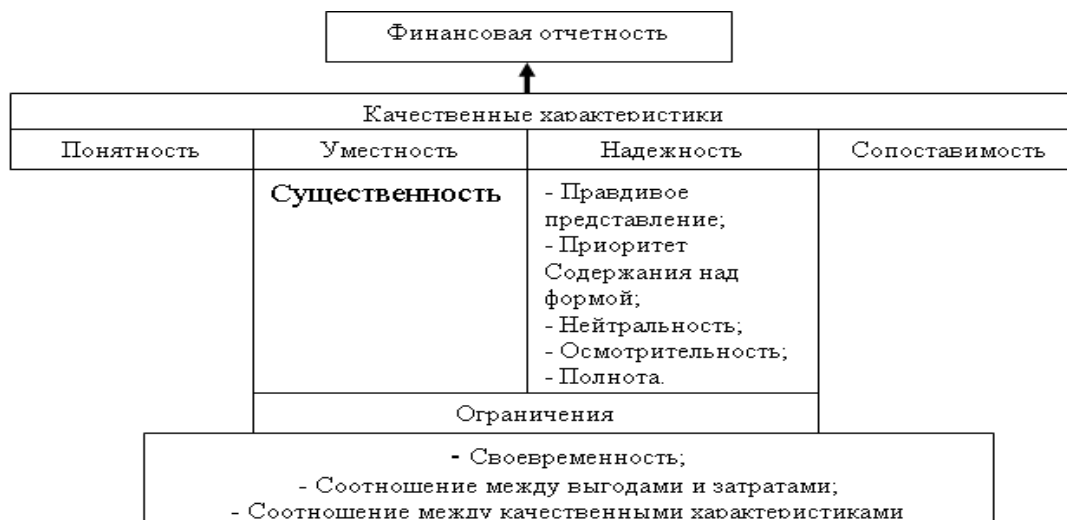 Финансовая отчетность
Качественные характеристики
Понятность
Уместность
Надежность
Сопоставимость
Существенность
- Правдивое
представление;
- Приоритет
Содержания над
формой;
- Нейтральность;
- Осмотрительность;
- Полнота.
Ограничения
- Своевременность;
- Соотношение между выгодами и затратами;
- Соотношение между качественными характеристиками